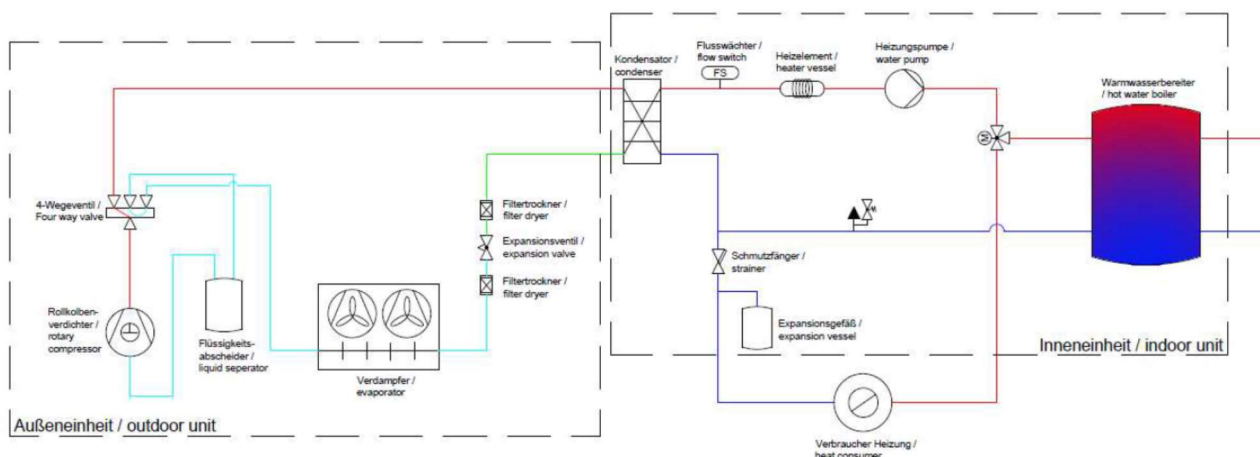 Kondensator /
condenser
Flusswächter /
flow switch
FS
Heizelement /
heater vessel
Heizungspumpe /
water pump
Warmwasserbereiter
/ hot water boiler
M
4-Wegeventil /
Four way valve
Filtertrockner /
filter dryer
Expansionsventil /
expansion valve
Filtertrockner /
filter dryer
Schmutzfänger /
strainer
Rollkolben-
verdichter /
rotary
compressor
Flüssigkeits-
abscheider /
liquid seperator
Expansionsgefäß /
expansion vessel
Verdampfer /
evaporator
Inneneinheit / indoor unit
Außeneinheit / outdoor unit
Verbraucher Heizung /
heat consumer